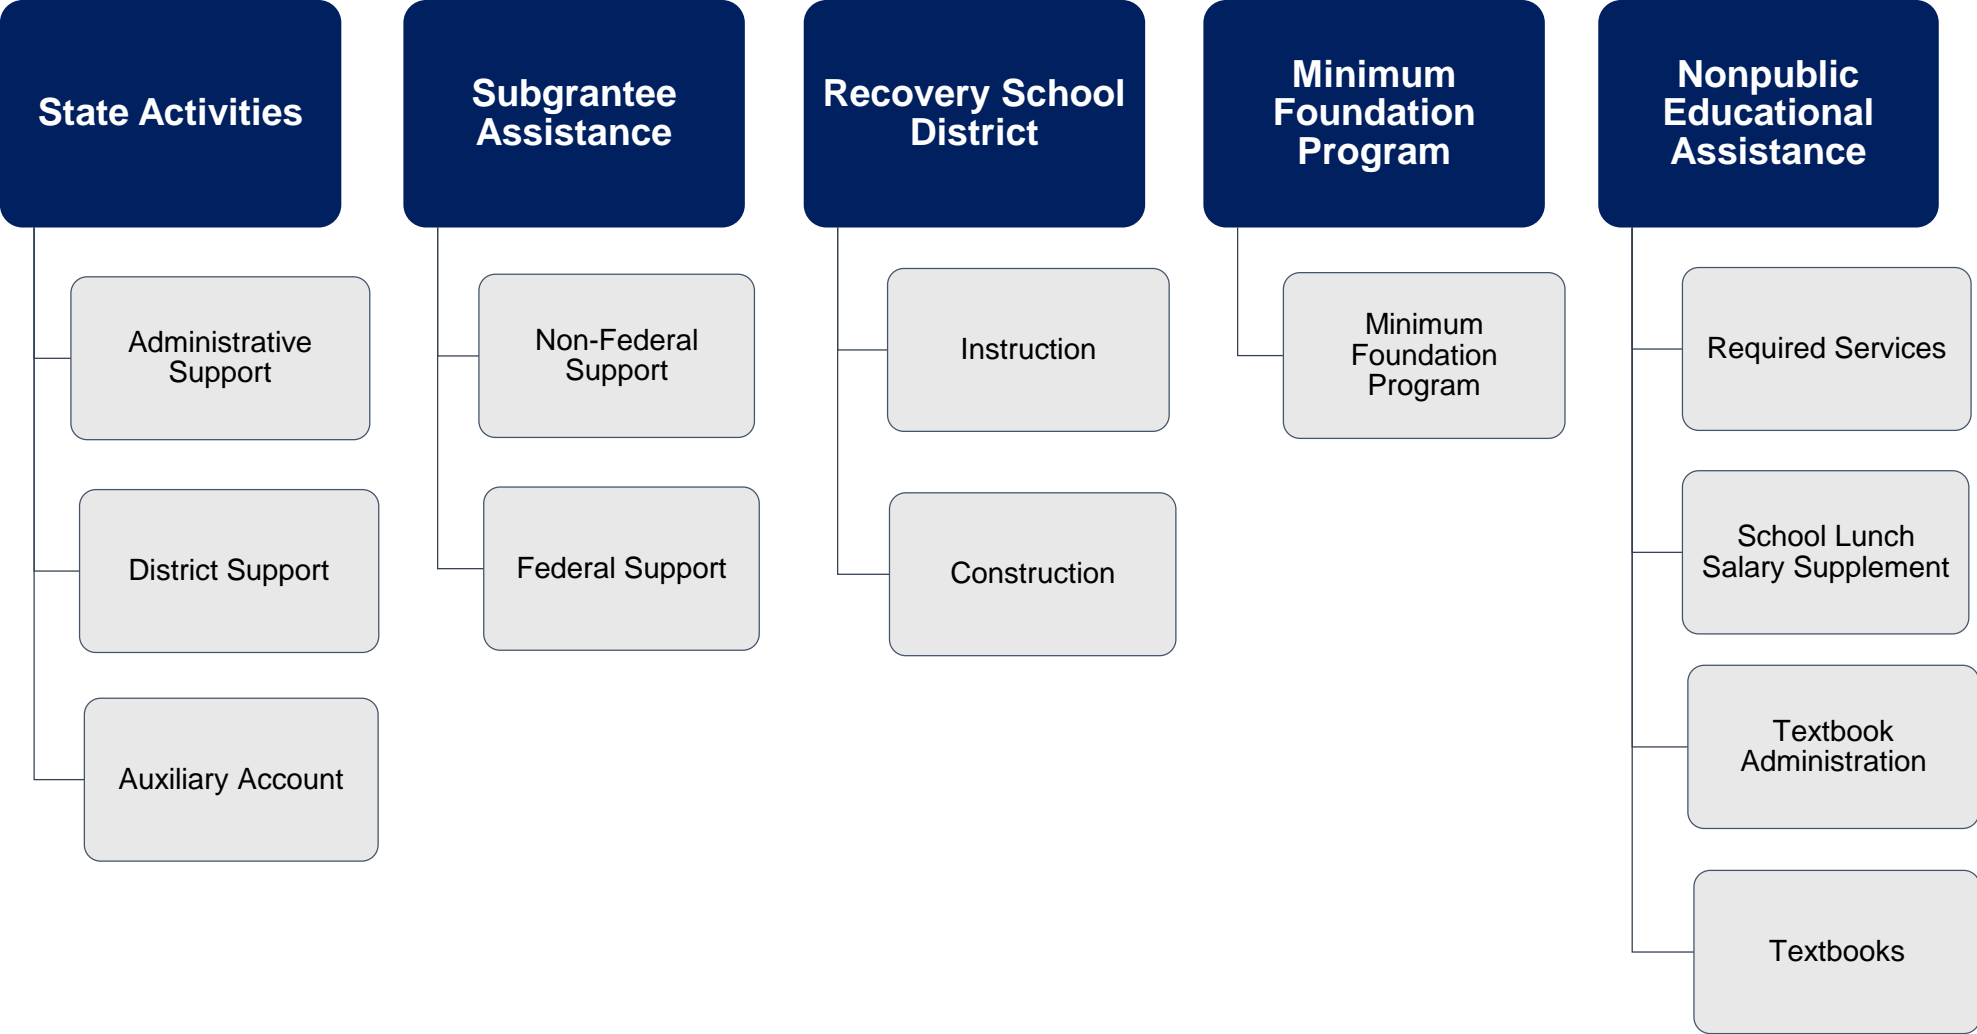 State Activities
Administrative
Support
District Support
Auxiliary Account
Subgrantee
Assistance
Non-Federal
Support
Federal Support
Recovery School
District
Instruction
Construction
Minimum
Foundation
Program
Minimum
Foundation
Program
Nonpublic
Educational
Assistance
Required Services
School Lunch
Salary Supplement
Textbook
Administration
Textbooks